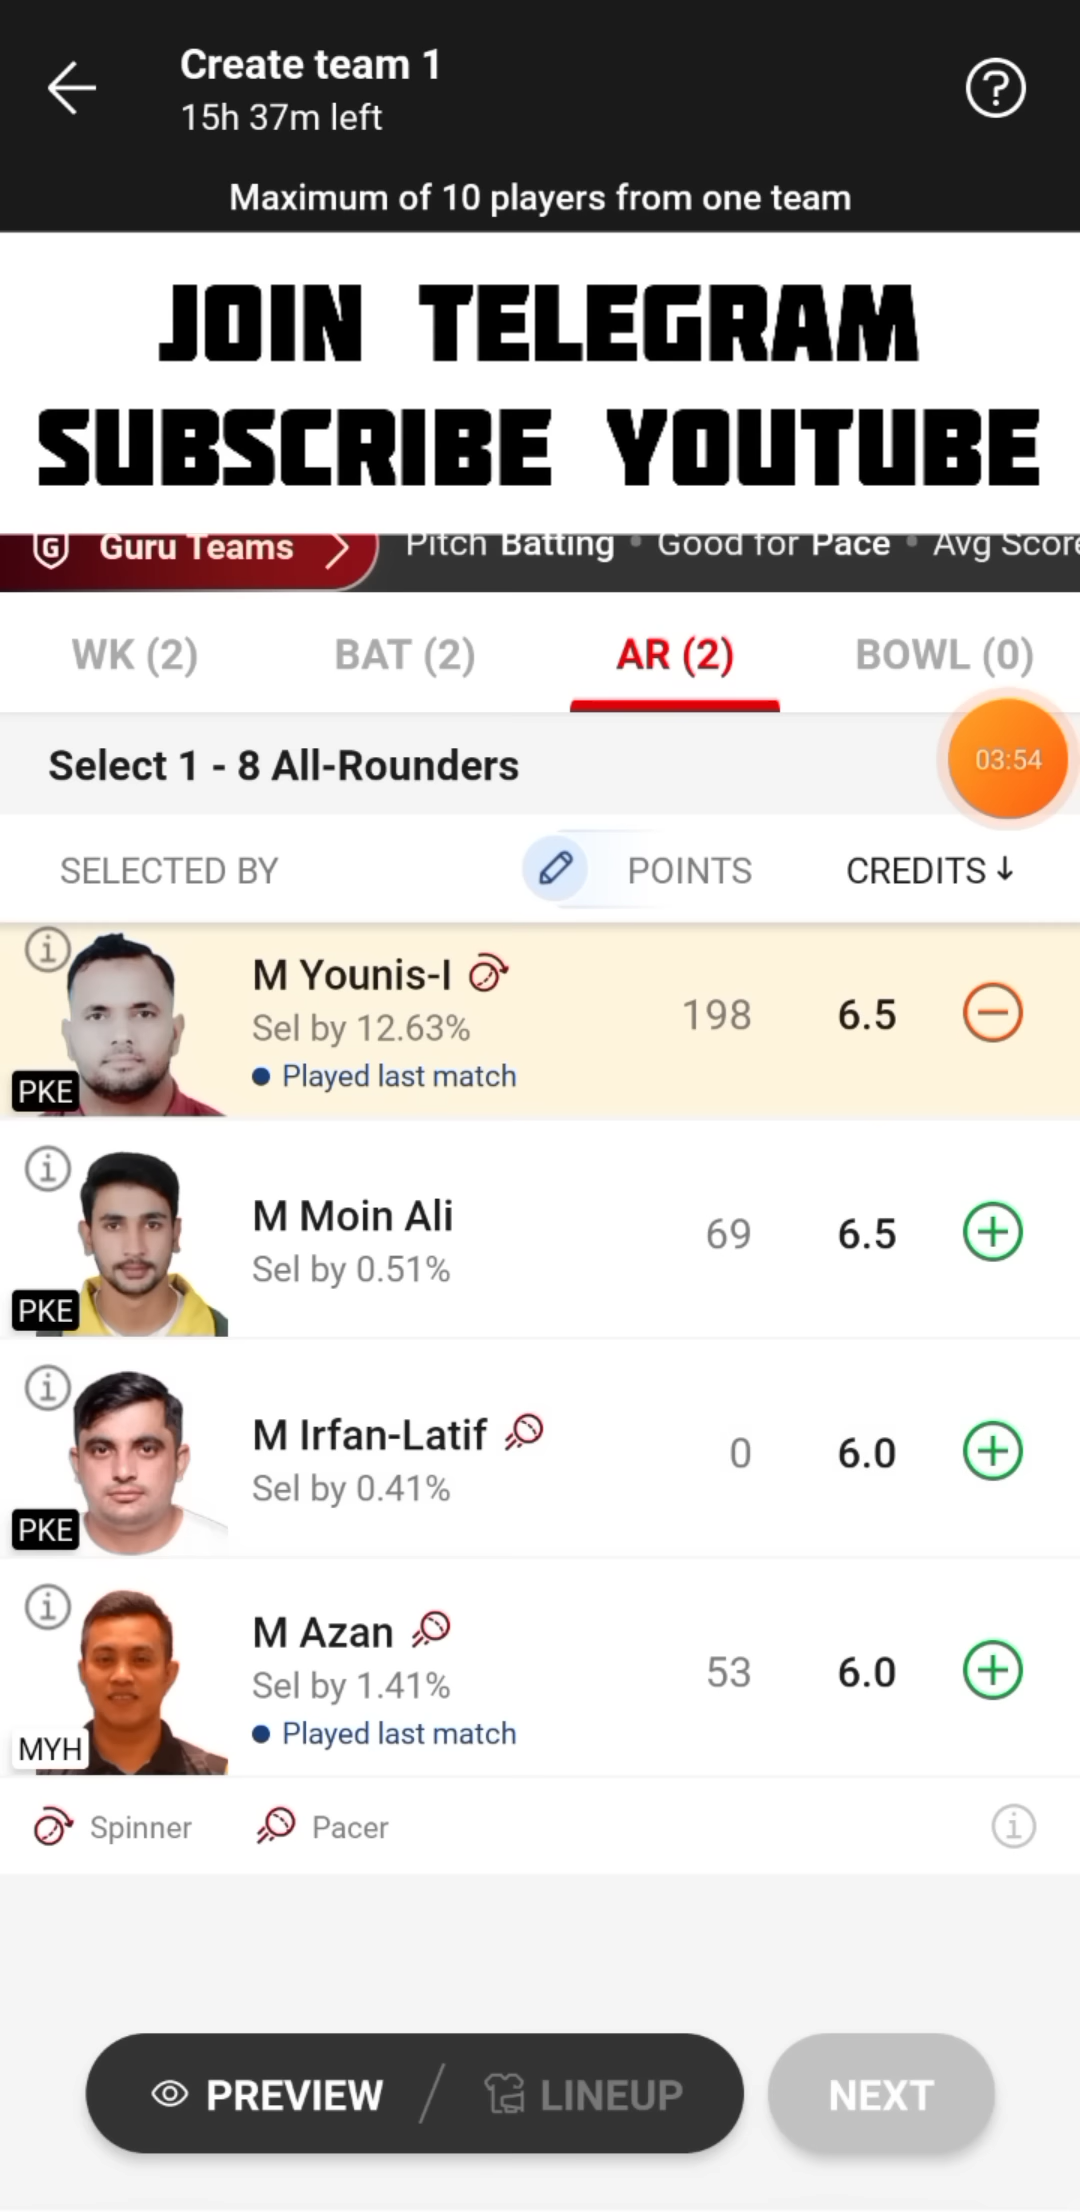 Create team 1
15h 37m left
Maximum of 10 players from one team
JOIN TELEGRAM
SUBSCRIBE YOUTUBE
G Guru Teams Pitch Batting • Good for Pace • Avg Score
WK (2) BAT (2) AR (2) BOWL (0)
Select 1 - 8 All-Rounders
03:54
SELECTED BY POINTS CREDITS ↓
M Younis-I
Sel by 12.63% 198 6.5
• Played last match
PKE
M Moin Ali
Sel by 0.51% 69 6.5
PKE
M Irfan-Latif
Sel by 0.41% 0 6.0
PKE
M Azan
Sel by 1.41% 53 6.0
• Played last match
MYH
Spinner Pacer
PREVIEW / LINEUP NEXT